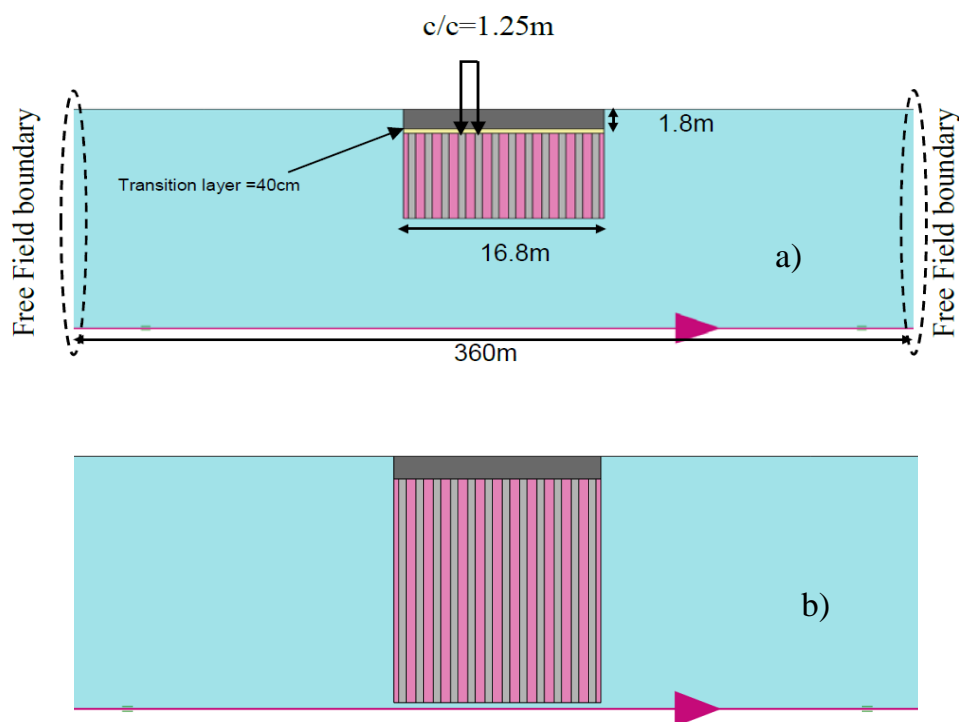 c/c=1.25m
Free Field boundary
1.8m
Transition layer =40cm
16.8m
a)
Free Field boundary
360m
b)